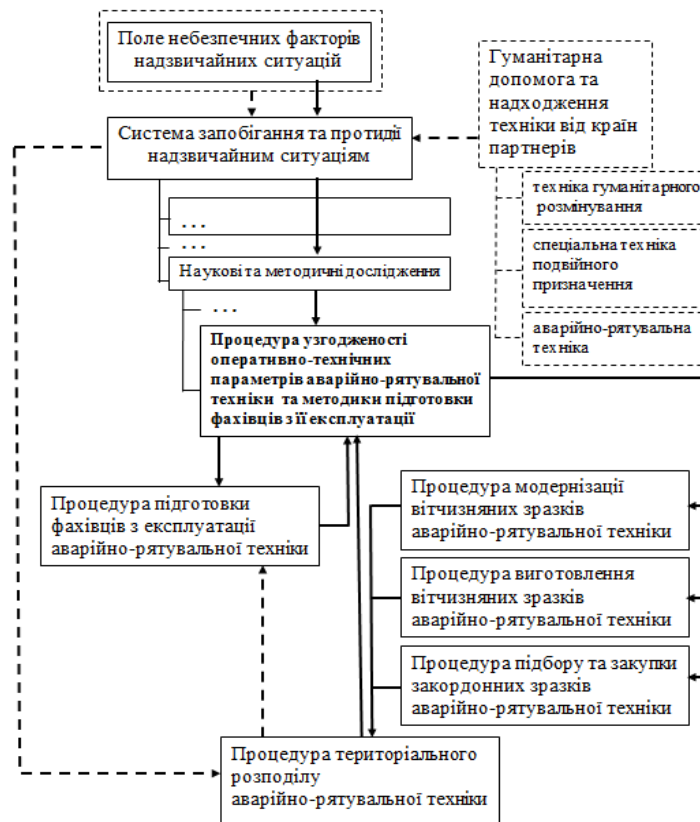 Поле небезпечних факторів
надзвичайних ситуацій
Гуманітарна
допомога та
надходження
техніки від країн
партнерів
Система запобігання та протидії
надзвичайним ситуаціям
техніка гуманітарного
розмінування
...
...
спеціальна техніка
подвійного
призначення
Наукові та методичні дослідження
...
аварійно-рятувальна
техніка
Процедура узгодженості
оперативно-технічних
параметрів аварійно-рятувальної
техніки та методики підготовки
фахівців з її експлуатації
Процедура підготовки
фахівців з експлуатації
аварійно-рятувальної техніки
Процедура модернізації
вітчизняних зразків
аварійно-рятувальної техніки
Процедура виготовлення
вітчизняних зразків
аварійно-рятувальної техніки
Процедура підбору та закупки
закордонних зразків
аварійно-рятувальної техніки
Процедура територіального
розподілу
аварійно-рятувальної техніки